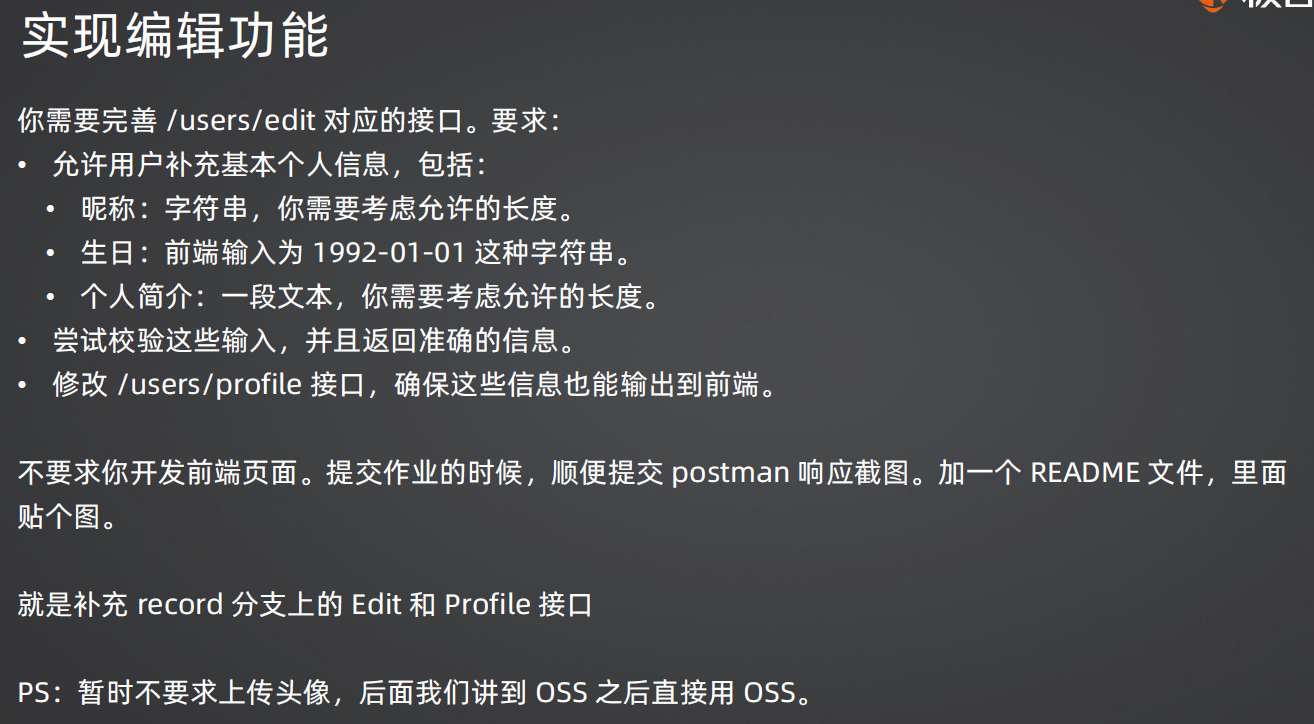 实现编辑功能
你需要完善 /users/edit 对应的接口。要求：
• 允许用户补充基本个人信息，包括：
• 昵称：字符串，你需要考虑允许的长度。
• 生日：前端输入为 1992-01-01 这种字符串。
• 个人简介：一段文本，你需要考虑允许的长度。
• 尝试校验这些输入，并且返回准确的信息。
• 修改 /users/profile 接口，确保这些信息也能输出到前端。
不要求你开发前端页面。提交作业的时候，顺便提交 postman 响应截图。加一个 README 文件，里面
贴个图。
就是补充 record 分支上的 Edit 和 Profile 接口
PS：暂时不要求上传头像，后面我们讲到 OSS 之后直接用 OSS。